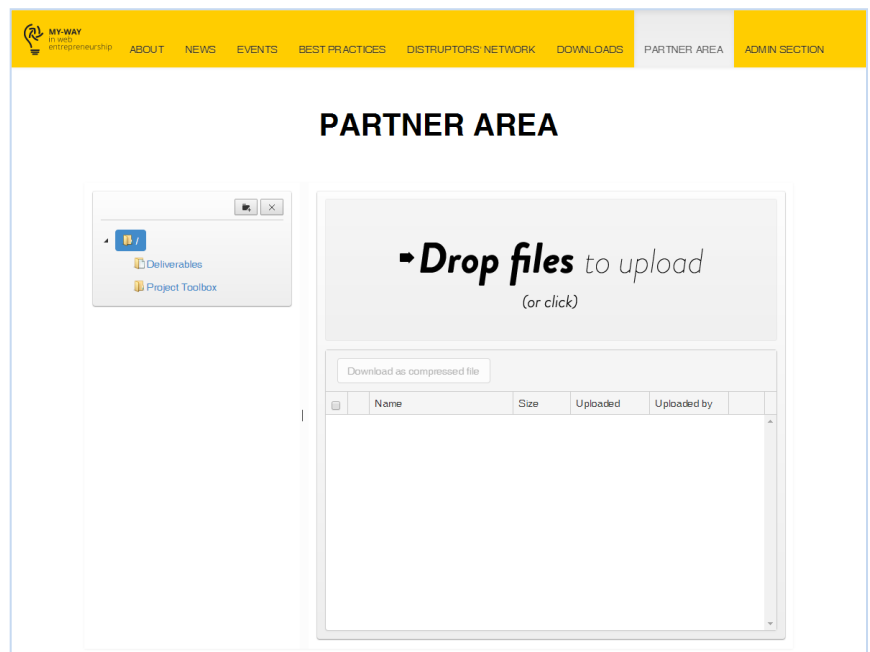 MY-WAY
in web
entrepreneurship
ABOUT NEWS EVENTS BEST PRACTICES DISTRUPTORS' NETWORK DOWNLOADS PARTNER AREA ADMIN SECTION
PARTNER AREA
/
Deliverables
Project Toolbox
Drop files to upload
(or click)
Download as compressed file
Name Size Uploaded Uploaded by